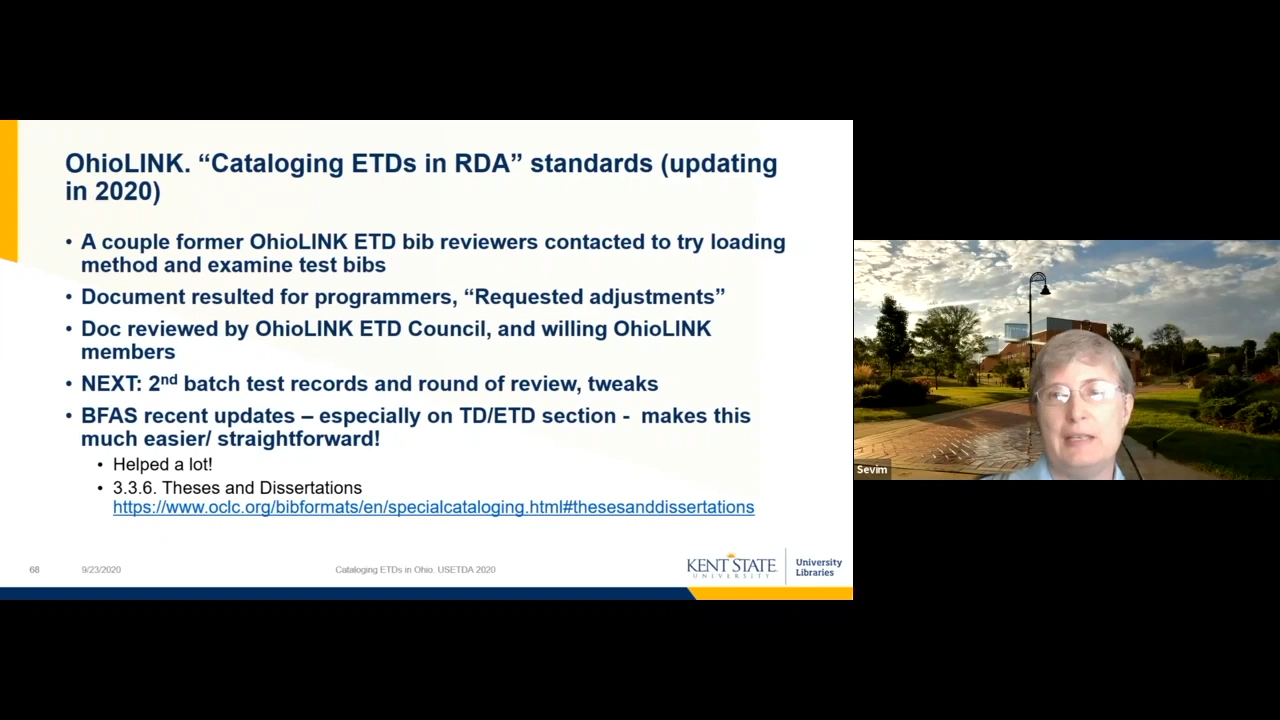 OhioLINK. “Cataloging ETDs in RDA” standards (updating
in 2020)
• A couple former OhioLINK ETD bib reviewers contacted to try loading
method and examine test bibs
• Document resulted for programmers, “Requested adjustments”
• Doc reviewed by OhioLINK ETD Council, and willing OhioLINK
members
• NEXT: 2nd batch test records and round of review, tweaks
• BFAS recent updates – especially on TD/ETD section - makes this
much easier/ straightforward!
• Helped a lot!
• 3.3.6. Theses and Dissertations
https://www.oclc.org/bibformats/en/specialcataloging.html#thesesanddissertations
68
9/23/2020
Cataloging ETDs in Ohio. USETDA 2020
KENT STATE
UNIVERSITY
University
Libraries
Sevim